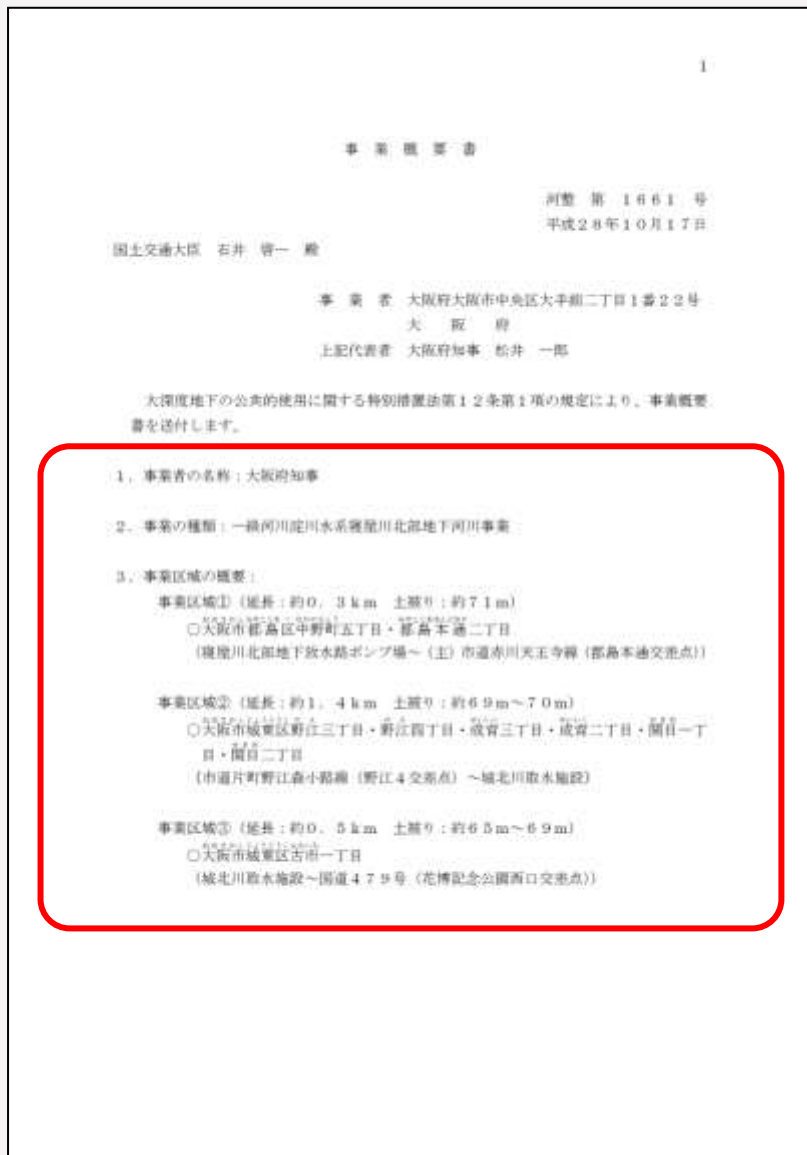 1
事 業 概 要 書
河整 第 1661 号
平成28年10月17日
国土交通大臣 石井 啓一 殿
事 業 者 大阪府大阪市中央区大手前二丁目1番22号
大 阪 府
上記代表者 大阪府知事 松井 一郎
大深度地下の公共的使用に関する特別措置法第12条第1項の規定により、事業概要
書を送付します。
1.事業者の名称:大阪府知事
2.事業の種類:一級河川淀川水系寝屋川北部地下河川事業
3.事業区域の概要:
事業区域①(延長:約0.3km 土被り:約71m)
○大阪市都島区中野町五丁目・都島本通二丁目
(寝屋川北部地下放水路ポンプ場~(主)市道赤川天王寺線(都島本通交差点))
事業区域②(延長:約1.4km 土被り:約69m~70m)
○大阪市城東区野江三丁目・野江四丁目・成育三丁目・成育二丁目・関目一丁
目・関目二丁目
(市道片町野江森小路線(野江4交差点)~城北川取水施設)
事業区域③(延長:約0.5km 土被り:約65m~69m)
○大阪市城東区古市一丁目
(城北川取水施設~国道479号(花博記念公園西口交差点))